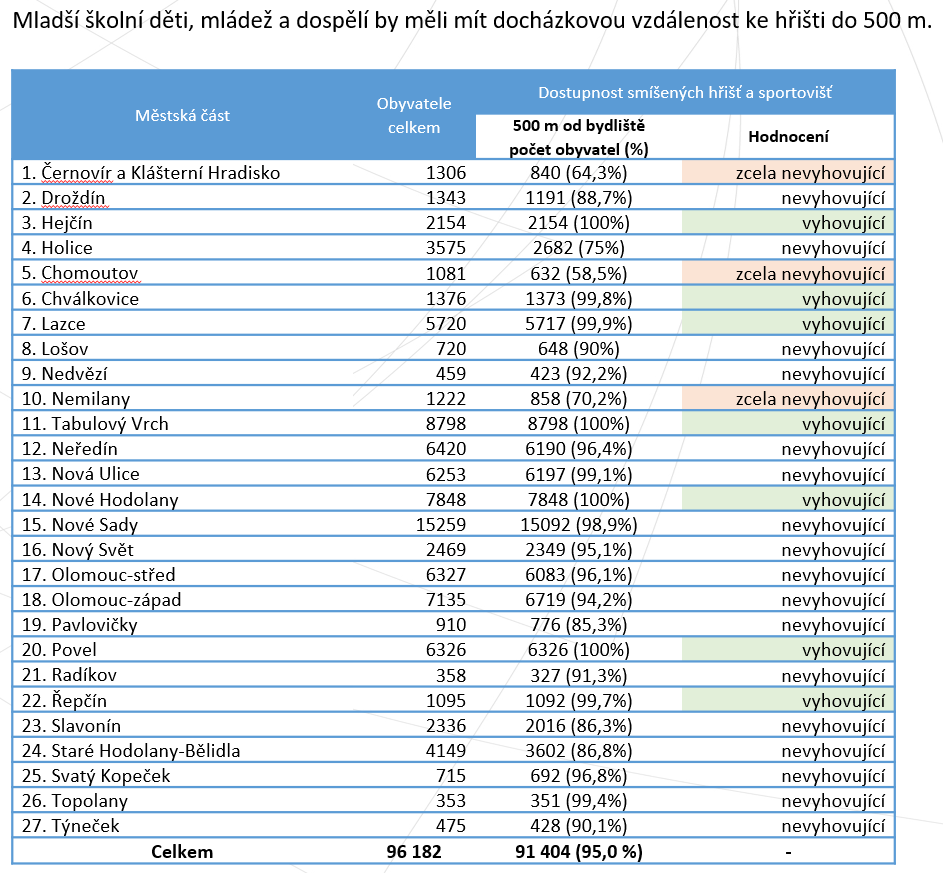 Mladší školní děti, mládež a dospělí by měli mít docházkovou vzdálenost ke hřišti do 500 m.
Městská část Obyvatele celkem Dostupnost smíšených hřišť a sportovišť
500 m od bydliště počet obyvatel (%) Hodnocení
1. Černovír a Klášterní Hradisko 1306 840 (64,3%) zcela nevyhovující
2. Droždín 1343 1191 (88,7%) nevyhovující
3. Hejčín 2154 2154 (100%) vyhovující
4. Holice 3575 2682 (75%) nevyhovující
5. Chomoutov 1081 632 (58,5%) zcela nevyhovující
6. Chválkovice 1376 1373 (99,8%) vyhovující
7. Lazce 5720 5717 (99,9%) vyhovující
8. Lošov 720 648 (90%) nevyhovující
9. Nedvězí 459 423 (92,2%) nevyhovující
10. Nemilany 1222 858 (70,2%) zcela nevyhovující
11. Tabulový Vrch 8798 8798 (100%) vyhovující
12. Neředín 6420 6190 (96,4%) nevyhovující
13. Nová Ulice 6253 6197 (99,1%) nevyhovující
14. Nové Hodolany 7848 7848 (100%) vyhovující
15. Nové Sady 15259 15092 (98,9%) nevyhovující
16. Nový Svět 2469 2349 (95,1%) nevyhovující
17. Olomouc-střed 6327 6083 (96,1%) nevyhovující
18. Olomouc-západ 7135 6719 (94,2%) nevyhovující
19. Pavlovičky 910 776 (85,3%) nevyhovující
20. Povel 6326 6326 (100%) vyhovující
21. Radíkov 358 327 (91,3%) nevyhovující
22. Řepčín 1095 1092 (99,7%) vyhovující
23. Slavonín 2336 2016 (86,3%) nevyhovující
24. Staré Hodolany-Bělidla 4149 3602 (86,8%) nevyhovující
25. Svatý Kopeček 715 692 (96,8%) nevyhovující
26. Topolany 353 351 (99,4%) nevyhovující
27. Týneček 475 428 (90,1%) nevyhovující
Celkem 96 182 91 404 (95,0 %) -